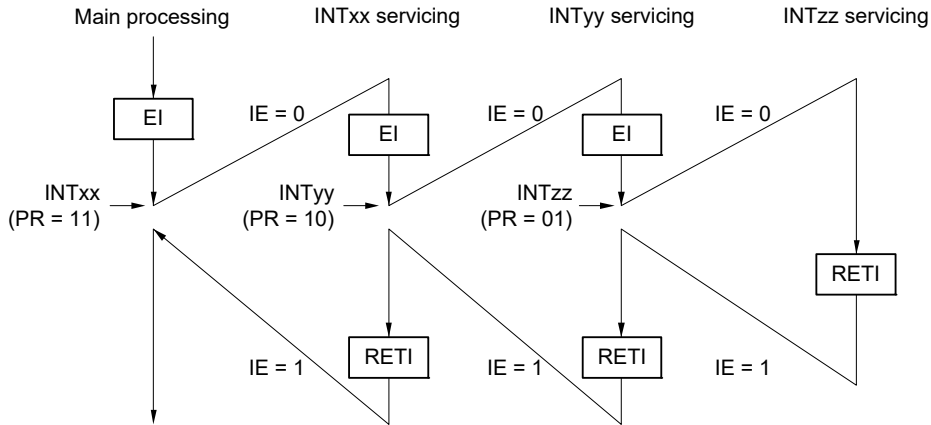 Main processing
INTxx servicing
INTyy servicing
INTzz servicing
EI
IE = 0
EI
IE = 0
EI
IE = 0
INTxx
(PR = 11)
INTyy
(PR = 10)
INTzz
(PR = 01)
RETI
IE = 1
RETI
IE = 1
RETI
IE = 1